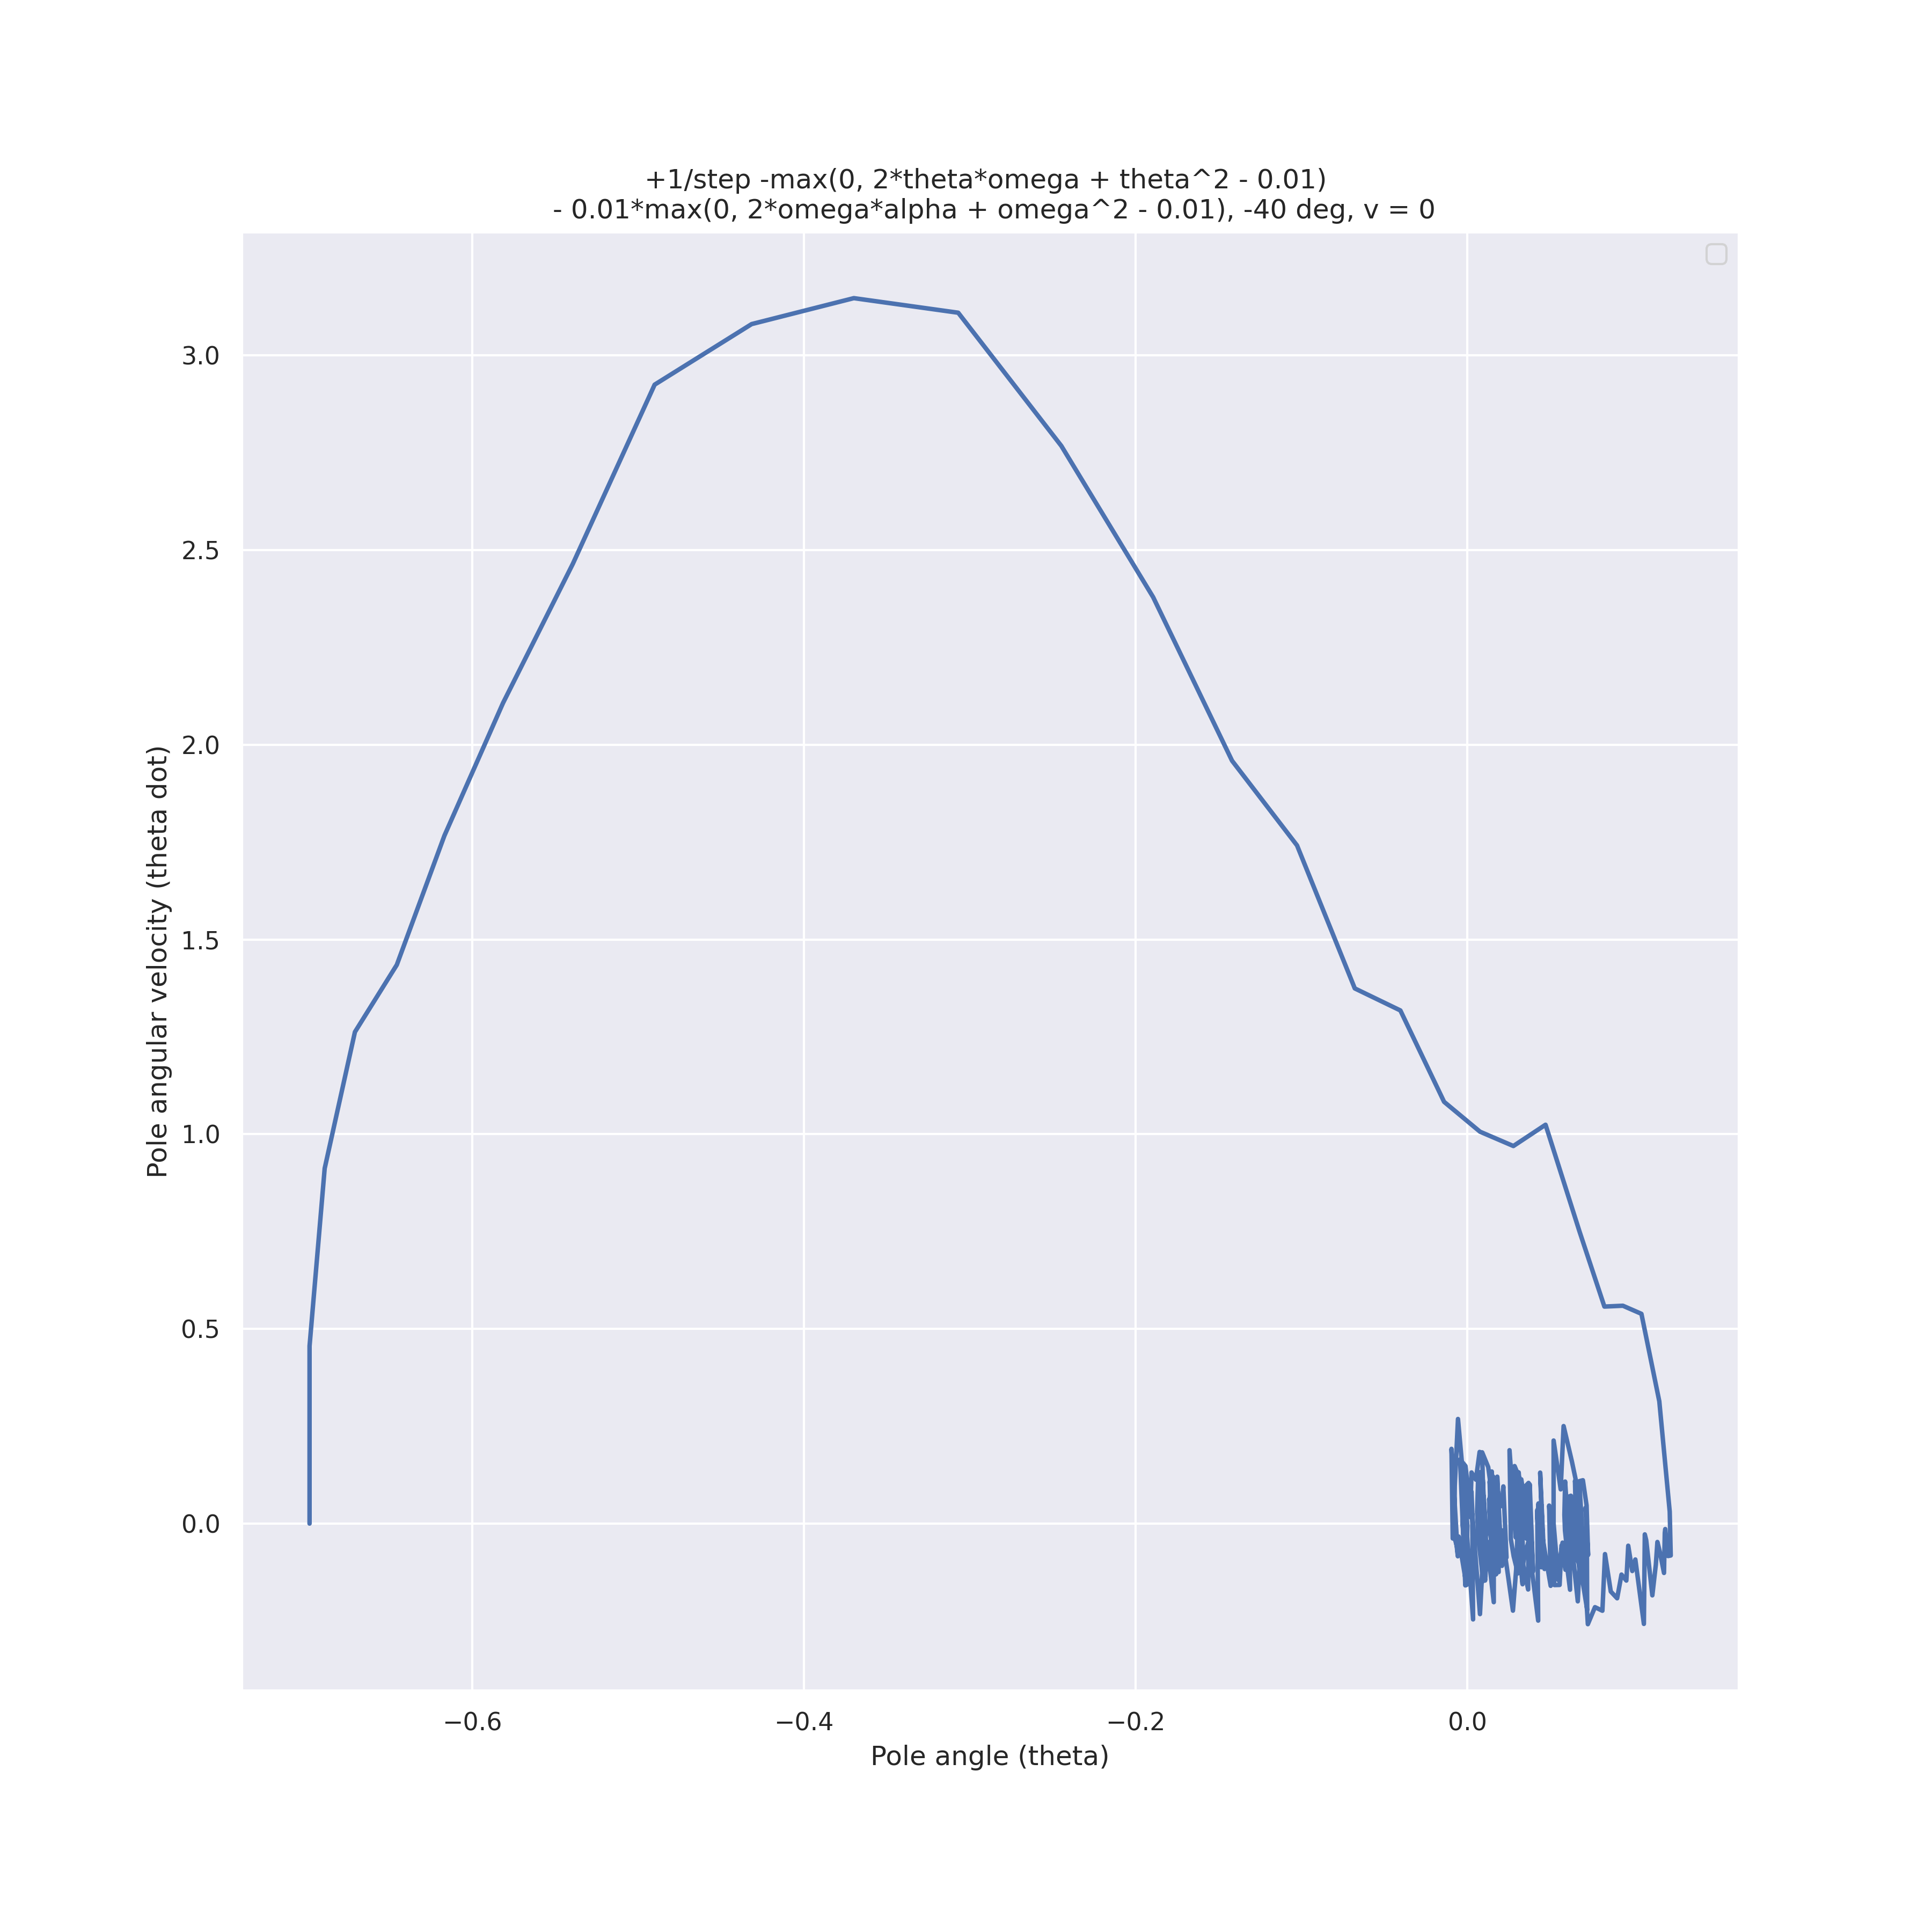 +1/step -max(0, 2*theta*omega + theta^2 - 0.01)
- 0.01*max(0, 2*omega*alpha + omega^2 - 0.01), -40 deg, v = 0
Pole angular velocity (theta dot)
3.0
2.5
2.0
1.5
1.0
0.5
0.0
−0.6
−0.4
−0.2
0.0
Pole angle (theta)